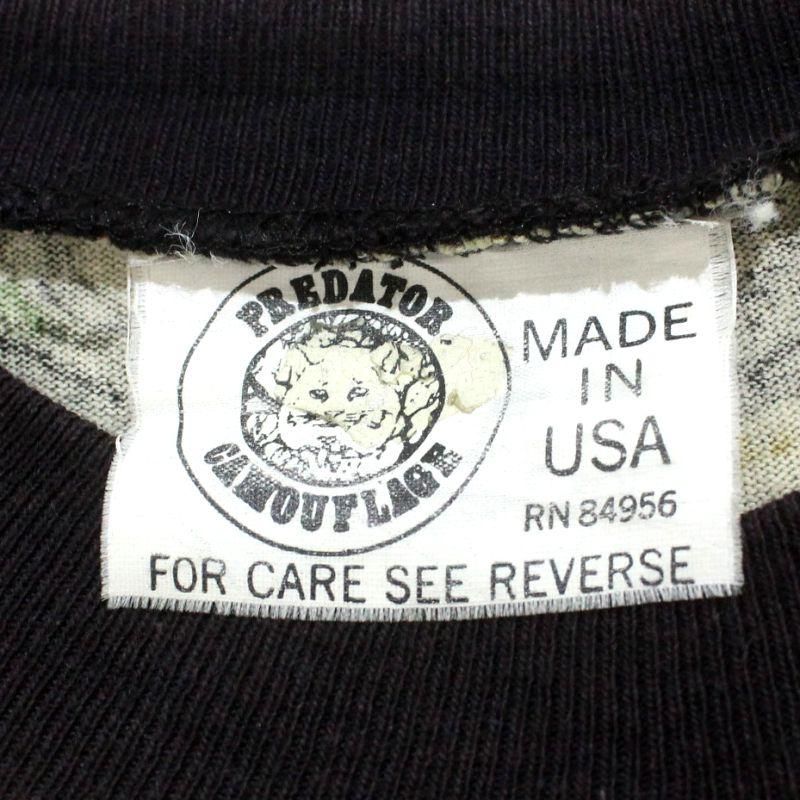 PREDATOR
CAMOUFLAGE
MADE
IN
USA
RN 84956
FOR CARE SEE REVERSE